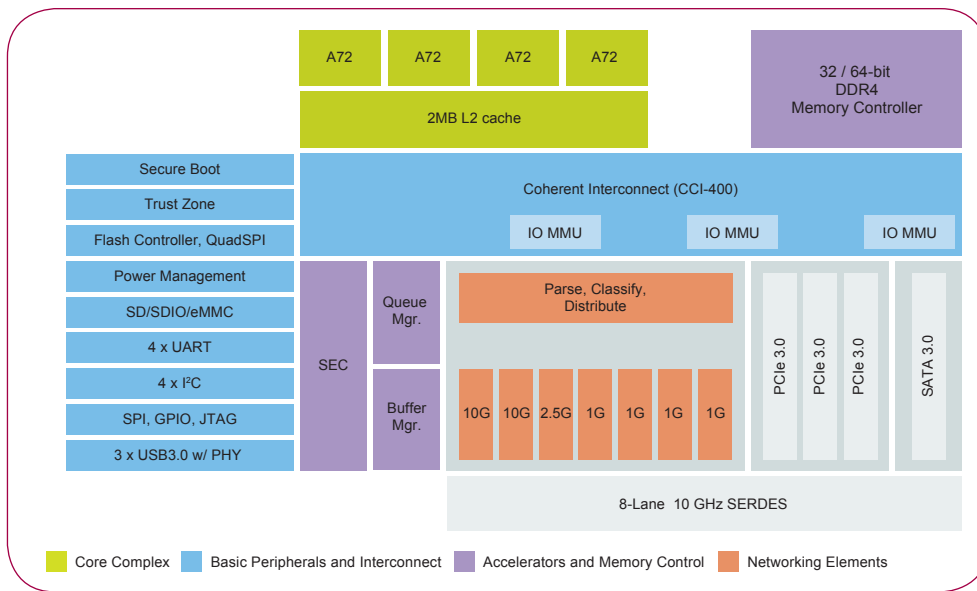 A72
A72
A72
A72
32 / 64-bit
DDR4
Memory Controller
2MB L2 cache
Secure Boot
Trust Zone
Flash Controller, QuadSPI
Power Management
SD/SDIO/eMMC
4 x UART
4 x I²C
SPI, GPIO, JTAG
3 x USB3.0 w/ PHY
Coherent Interconnect (CCI-400)
IO MMU
IO MMU
IO MMU
SEC
Queue
Mgr.
Buffer
Mgr.
Parse, Classify,
Distribute
10G
10G
2.5G
1G
1G
1G
1G
PCIe 3.0
PCIe 3.0
PCIe 3.0
SATA 3.0
8-Lane 10 GHz SERDES
Core Complex
Basic Peripherals and Interconnect
Accelerators and Memory Control
Networking Elements